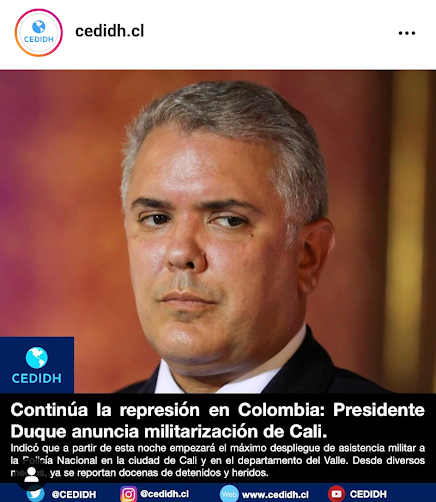 CEDIDH
cedidh.cl
CEDIDH
Continúa la represión en Colombia: Presidente
Duque anuncia militarización de Cali.
Indicó que a partir de esta noche empezará el máximo despliegue de asistencia militar a
la Policía Nacional en la ciudad de Cali y en el departamento del Valle. Desde diversos
ya se reportan docenas de detenidos y heridos.
@CEDIDH @cedidh.cl Web www.cedidh.cl CEDIDH